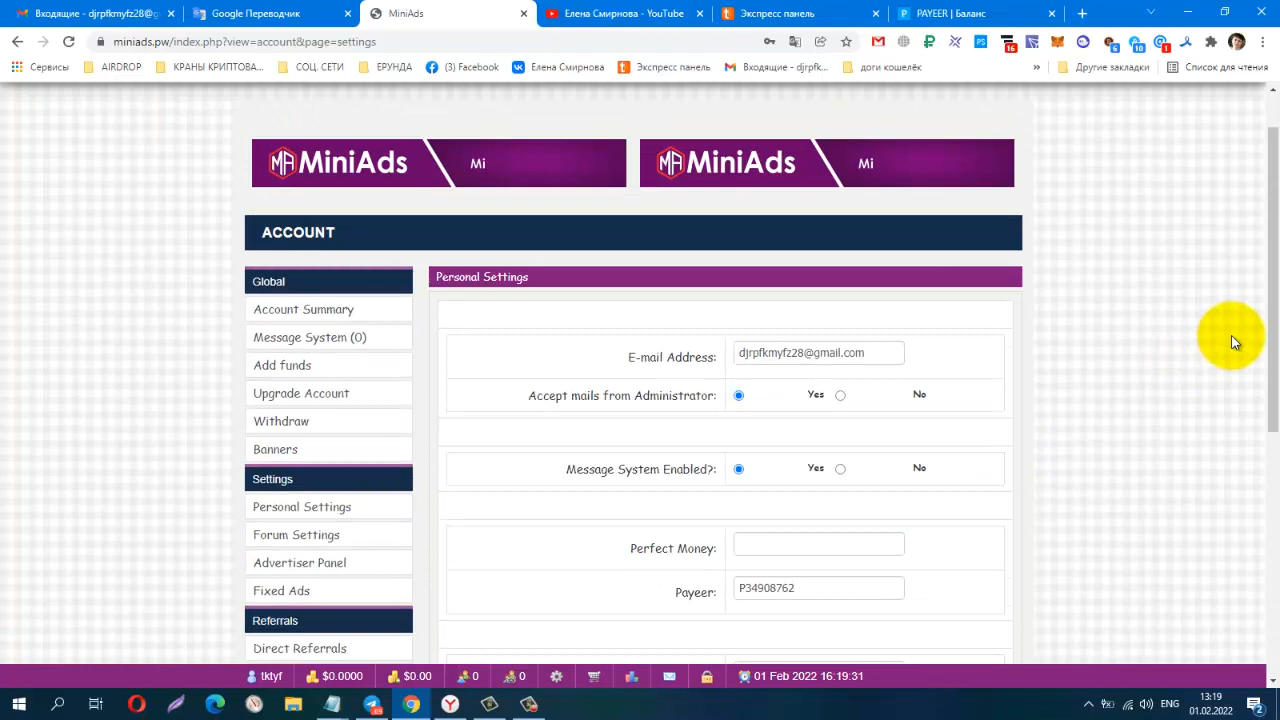 Входящие - djrpfkmyfz28@g
Google Переводчик
MiniAds
Елена Смирнова - YouTube
Экспресс панель
PAYEER | Баланс
miniads.pw/index.php?view=account&page=settings
16
6
10
1
Сервисы
AIRDROP
КРАНЫ КРИПТОВА...
СОЦ. СЕТИ
ЕРУНДА
(3) Facebook
Елена Смирнова
Экспресс панель
Входящие - djrpfk...
доги кошелёк
»
Другие закладки
Список для чтения
MiniAds
Mi
MiniAds
Mi
ACCOUNT
Global
Account Summary
Message System (0)
Add funds
Upgrade Account
Withdraw
Banners
Settings
Personal Settings
Forum Settings
Advertiser Panel
Fixed Ads
Referrals
Direct Referrals
Personal Settings
E-mail Address:
djrpfkmyfz28@gmail.com
Accept mails from Administrator:
Yes
No
Message System Enabled?:
Yes
No
Perfect Money:
Payeer:
P34908762
tktyf
$0.0000
$0.00
0
0
01 Feb 2022 16:19:31
ENG
13:19
01.02.2022
2